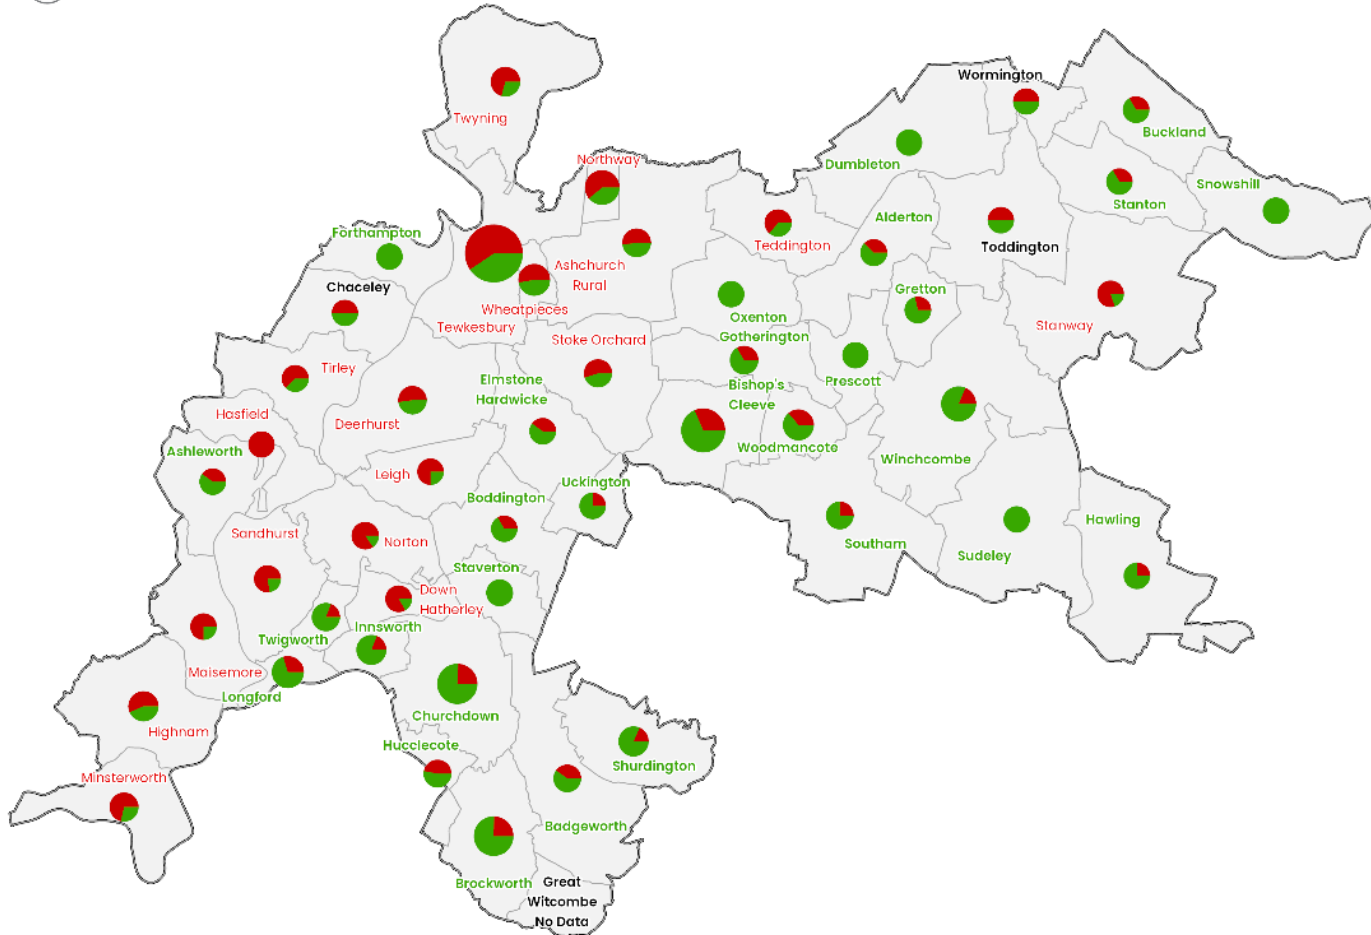 Wormington
Twyning
Buckland
Northway
Dumbleton
Snowshill
Stanton
Alderton
Forthampton
Teddington
Toddington
Ashchurch
Rural
Chaceley
Gretton
Wheatpieces
Oxenton
Tewkesbury
Stanway
Gotherington
Stoke Orchard
Tirley
Elmstone
Hardwicke
Prescott
Bishop's
Cleeve
Hasfield
Deerhurst
Woodmancote
Ashleworth
Winchcombe
Leigh
Uckington
Boddington
Hawling
Sandhurst
Norton
Southam
Sudeley
Staverton
Down
Hatherley
Innsworth
Twigworth
Maisemore
Longford
Churchdown
Highnam
Hucclecote
Shurdington
Minsterworth
Badgeworth
Brockworth
Great
Witcombe
No Data